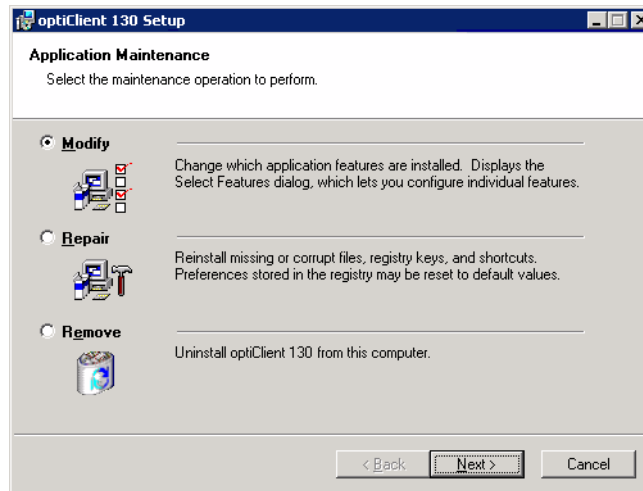 optiClient 130 Setup
Application Maintenance
Select the maintenance operation to perform.
Modify
Change which application features are installed. Displays the
Select Features dialog, which lets you configure individual features.
Repair
Reinstall missing or corrupt files, registry keys, and shortcuts.
Preferences stored in the registry may be reset to default values.
Remove
Uninstall optiClient 130 from this computer.
< Back
Next >
Cancel